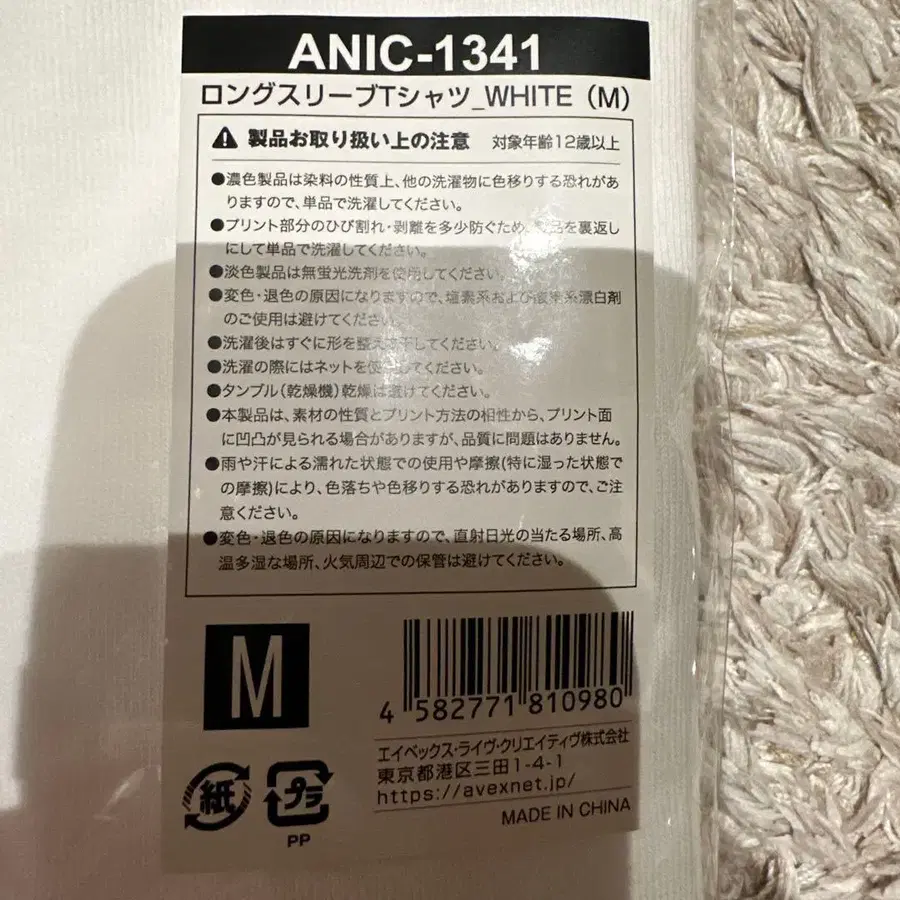 ANIC-1341
ロングスリーブTシャツ_WHITE（M）
製品お取り扱い上の注意 対象年齢12歳以上
●濃色製品は染料の性質上、他の洗濯物に色移りする恐れがあ
りますので、単品で洗濯してください。
●プリント部分のひび割れ・剥離を多少防ぐため、製品を裏返し
にして単品で洗濯してください。
●淡色製品は無蛍光洗剤を使用してください。
●変色・退色の原因になりますので、塩素系および酸素系漂白剤
のご使用は避けてください。
●洗濯後はすぐに形を整え干してください。
●洗濯の際にはネットを使用してください。
●タンブル（乾燥機）乾燥は避けてください。
●本製品は、素材の性質とプリント方法の相性から、プリント面
に凹凸が見られる場合がありますが、品質に問題はありません。
●雨や汗による濡れた状態での使用や摩擦(特に湿った状態で
の摩擦)により、色落ちや色移りする恐れがありますので、ご注
意ください。
●変色・退色の原因になりますので、直射日光の当たる場所、高
温多湿な場所、火気周辺での保管は避けてください。
M
4 582771 810980
エイベックス・ライヴ・クリエイティヴ株式会社
東京都港区三田1-4-1
https://avexnet.jp/
紙 プラ
PP
MADE IN CHINA